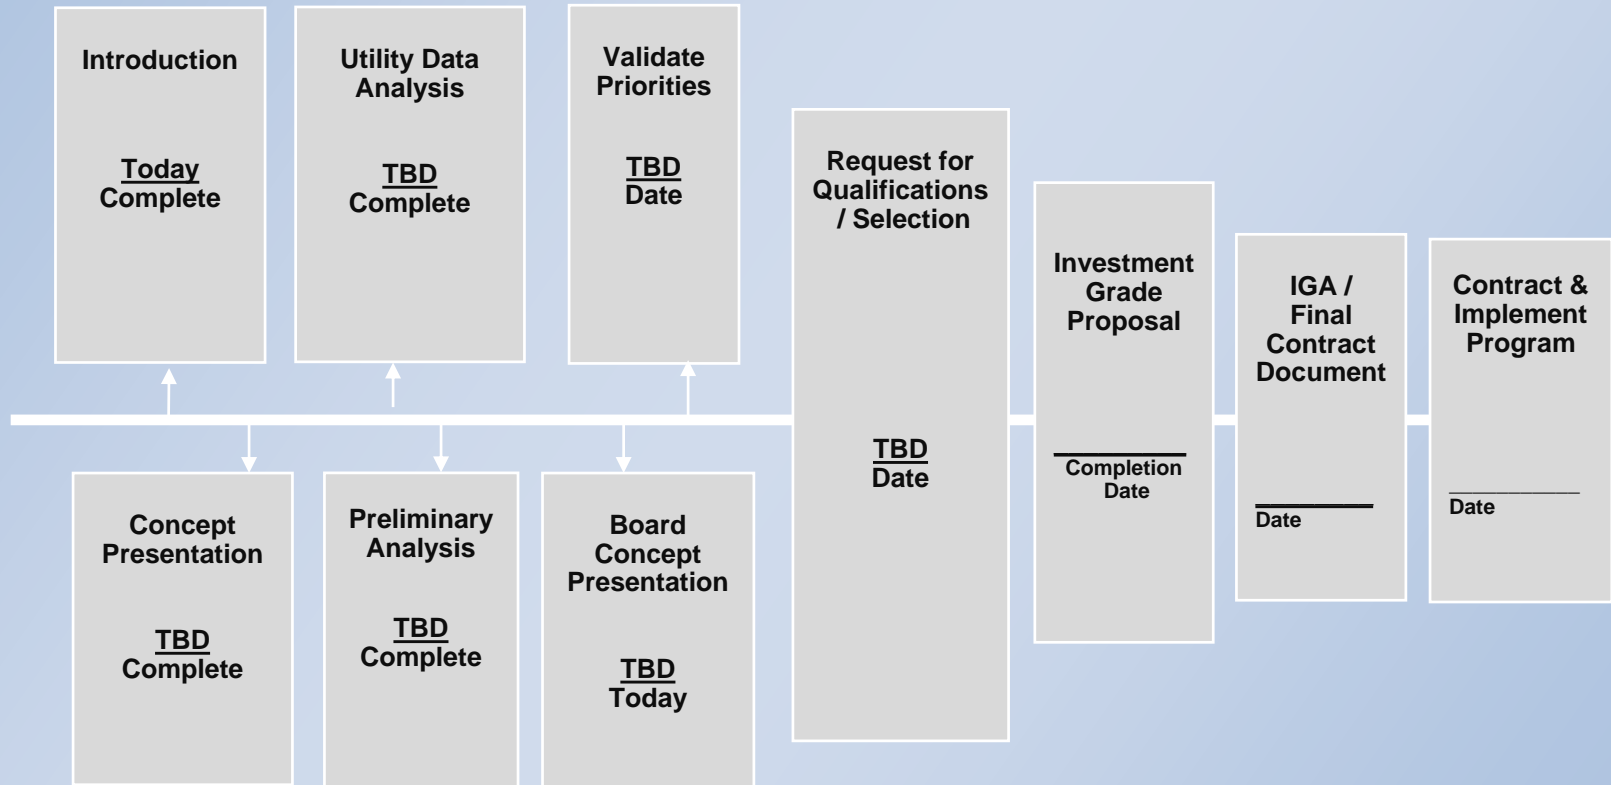 Introduction
Today
Complete
Utility Data
Analysis
TBD
Complete
Validate
Priorities
TBD
Date
Request for
Qualifications
/ Selection
TBD
Date
Investment
Grade
Proposal
Completion
Date
IGA /
Final
Contract
Document
Date
Contract &
Implement
Program
Date
Concept
Presentation
TBD
Complete
Preliminary
Analysis
TBD
Complete
Board
Concept
Presentation
TBD
Today